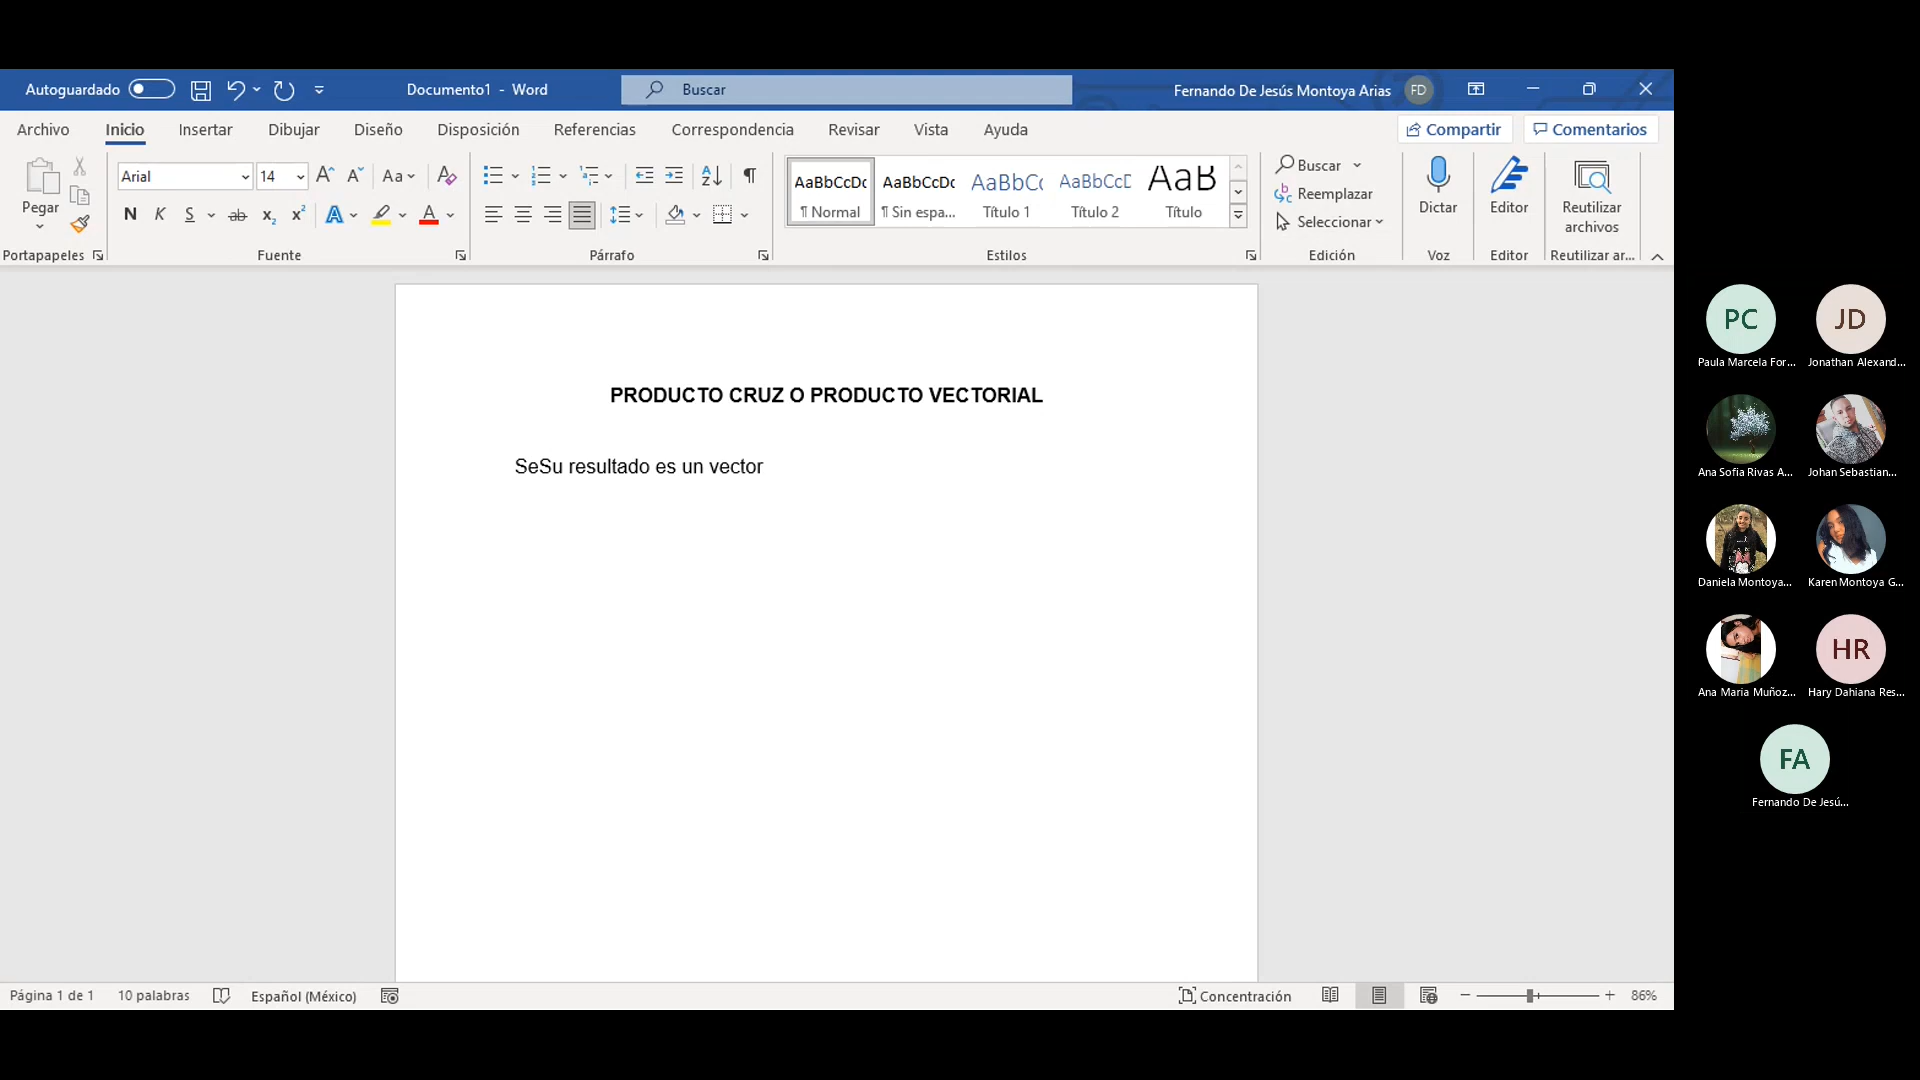 Autoguardado Documento1 - Word Buscar Fernando De Jesús Montoya Arias FD
Archivo Inicio Insertar Dibujar Diseño Disposición Referencias Correspondencia Revisar Vista Ayuda Compartir Comentarios
Pegar
Portapapeles
Arial 14 Aa
N K S ab x₂ x² A A
Fuente
Párrafo
AaBbCcDc AaBbCcDc AaBbCc AaBbCcD AaB
¶ Normal ¶ Sin espa... Título 1 Título 2 Título
Estilos
Buscar
Reemplazar
Seleccionar
Edición
Dictar
Voz
Editor
Editor
Reutilizar
archivos
Reutilizar ar...
PRODUCTO CRUZ O PRODUCTO VECTORIAL
SeSu resultado es un vector
Página 1 de 1 10 palabras Español (México) Concentración 86%
PC JD
Paula Marcela For... Jonathan Alexand...
Ana Sofia Rivas A... Johan Sebastian...
Daniela Montoya... Karen Montoya G...
HR
Ana Maria Muñoz... Hary Dahiana Res...
FA
Fernando De Jesú...